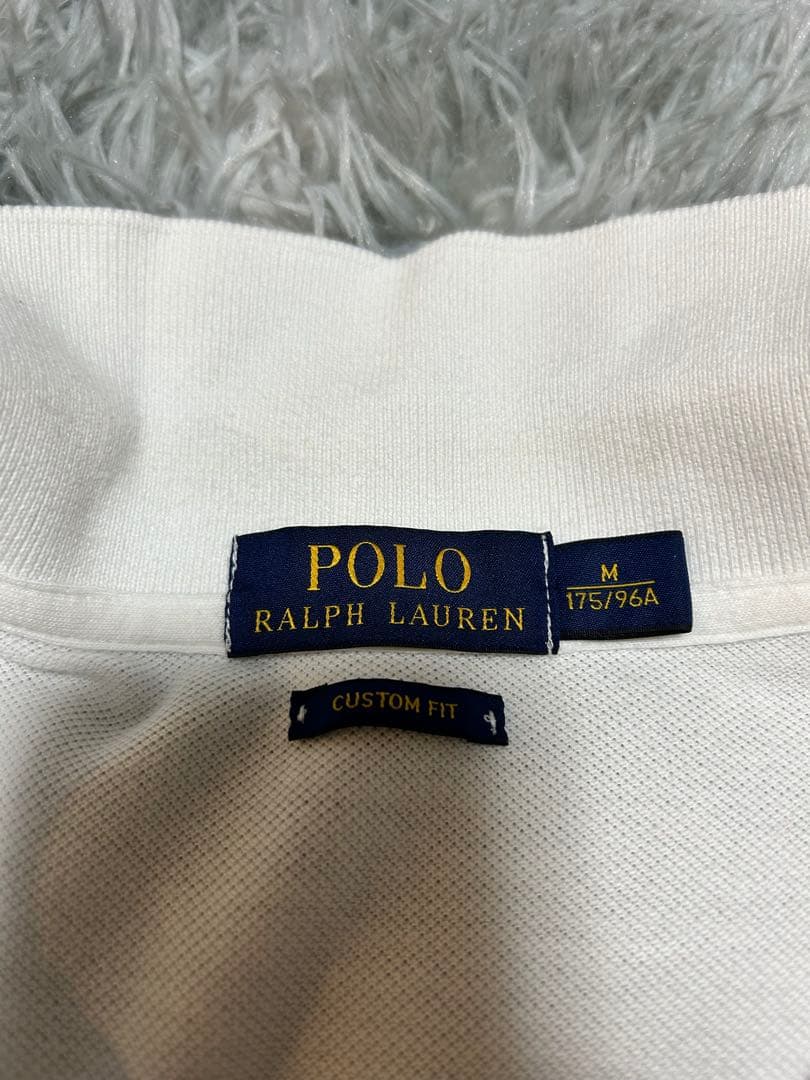 POLO
RALPH LAUREN
M
175/96A
CUSTOM FIT